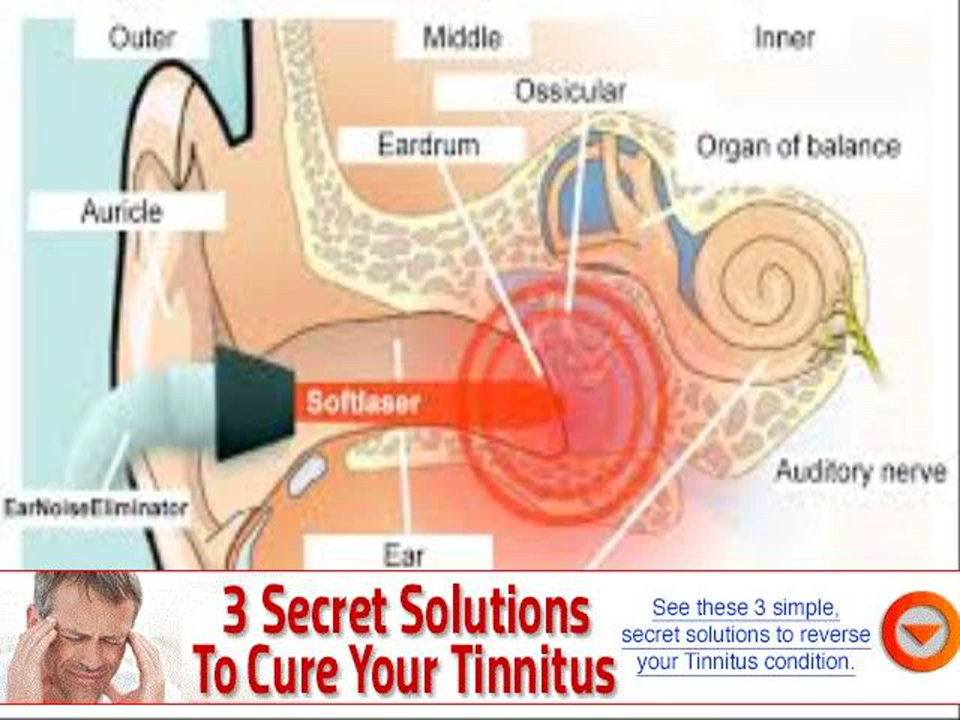 Outer
Middle
Inner
Ossicular
Eardrum
Organ of balance
Auricle
Softlaser
Auditory nerve
EarNoiseEliminator
Ear
3 Secret Solutions
To Cure Your Tinnitus
See these 3 simple,
secret solutions to reverse
your Tinnitus condition.